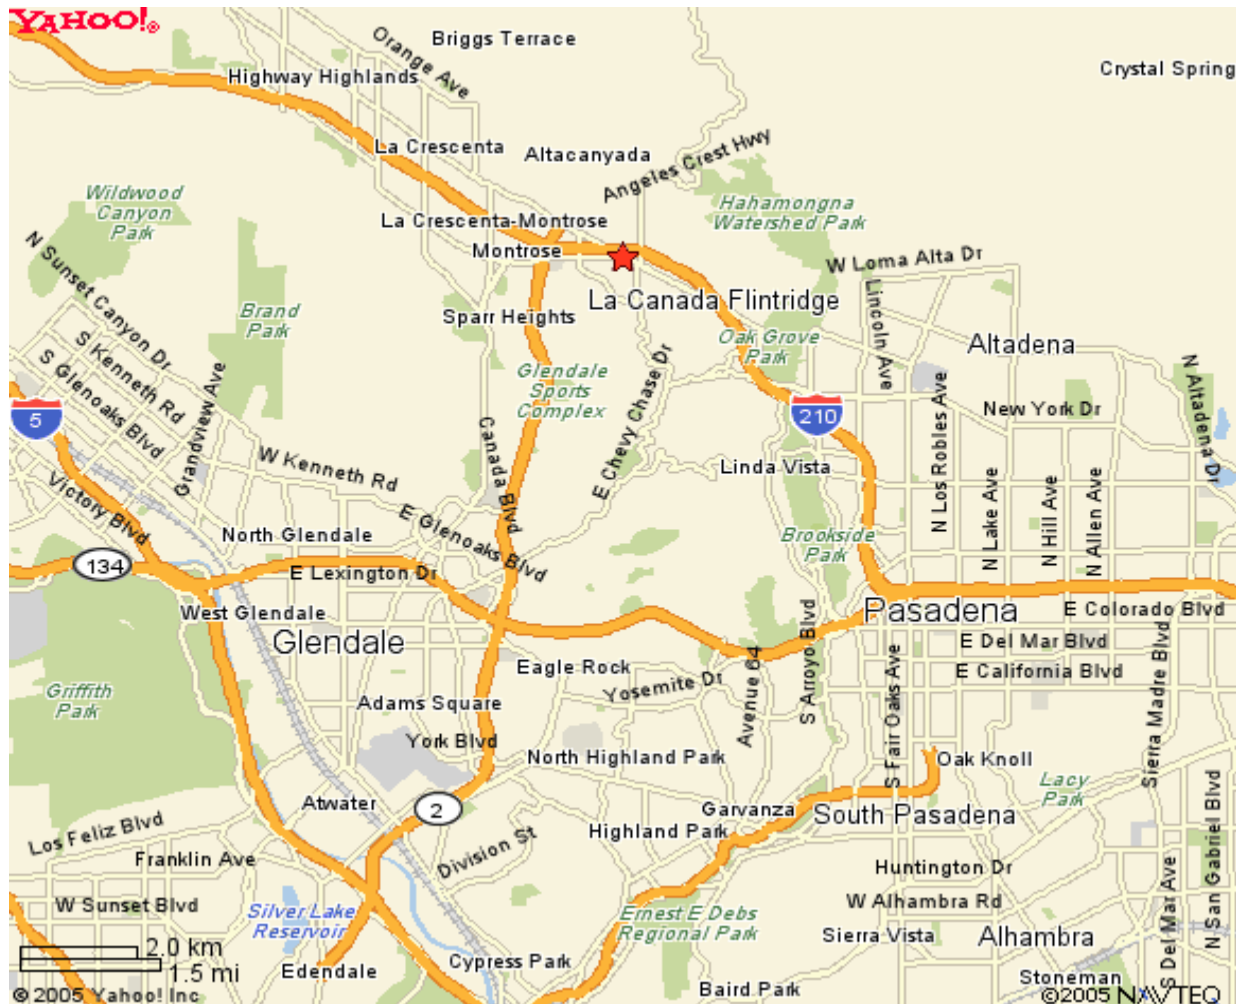 YAHOO!®
Briggs Terrace
Orange Ave
Crystal Spring
Highway Highlands
La Crescenta
Altacanyada
Angeles Crest Hwy
Wildwood
Canyon
Park
Hahamongna
Watershed Park
La Crescenta-Montrose
Montrose
N Sunset Canyon Dr
W Loma Alta Dr
La Canada Flintridge
Lincoln Ave
Brand
Park
Sparr Heights
Oak Grove
Park
Altadena
S Kenneth Rd
S Glenoaks Blvd
Grandview Ave
Glendale
Sports
Complex
E Chevy Chase Dr
N Altadena Dr
5
210
New York Dr
N Los Robles Ave
Canada Blvd
W Kenneth Rd
Linda Vista
Victory Blvd
N Lake Ave
N Hill Ave
N Allen Ave
E Glenoaks Blvd
North Glendale
Brookside
Park
134
E Lexington Dr
West Glendale
Pasadena
E Colorado Blvd
Glendale
E Del Mar Blvd
Eagle Rock
S Arroyo Blvd
E California Blvd
Yosemite Dr
Avenue 64
S Fair Oaks Ave
Sierra Madre Blvd
Griffith
Park
Adams Square
York Blvd
North Highland Park
Oak Knoll
Lacy
Park
Atwater
2
Garvanza
South Pasadena
Los Feliz Blvd
Highland Park
Division St
Franklin Ave
Huntington Dr
N San Gabriel Blvd
S Del Mar Ave
W Sunset Blvd
Silver Lake
Reservoir
W Alhambra Rd
Ernest E Debs
Regional Park
Sierra Vista
Alhambra
2.0 km
1.5 mi
Edendale
Cypress Park
Stoneman
Baird Park
© 2005 Yahoo! Inc
©2005 NAVTEQ